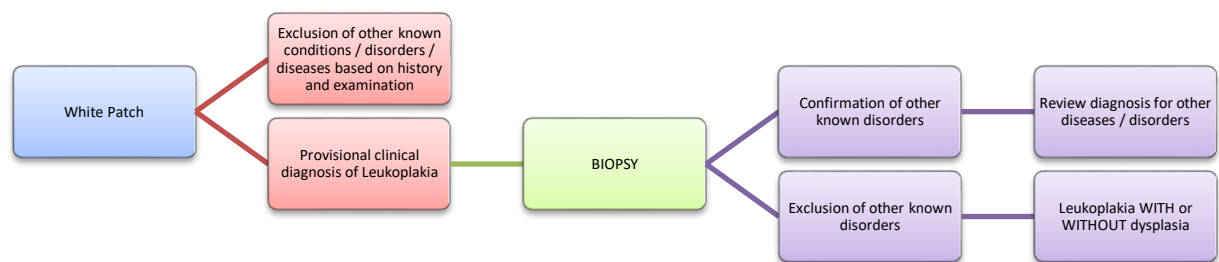 White Patch
Exclusion of other known
conditions / disorders /
diseases based on history
and examination
Provisional clinical
diagnosis of Leukoplakia
BIOPSY
Confirmation of other
known disorders
Review diagnosis for other
diseases / disorders
Exclusion of other known
disorders
Leukoplakia WITH or
WITHOUT dysplasia